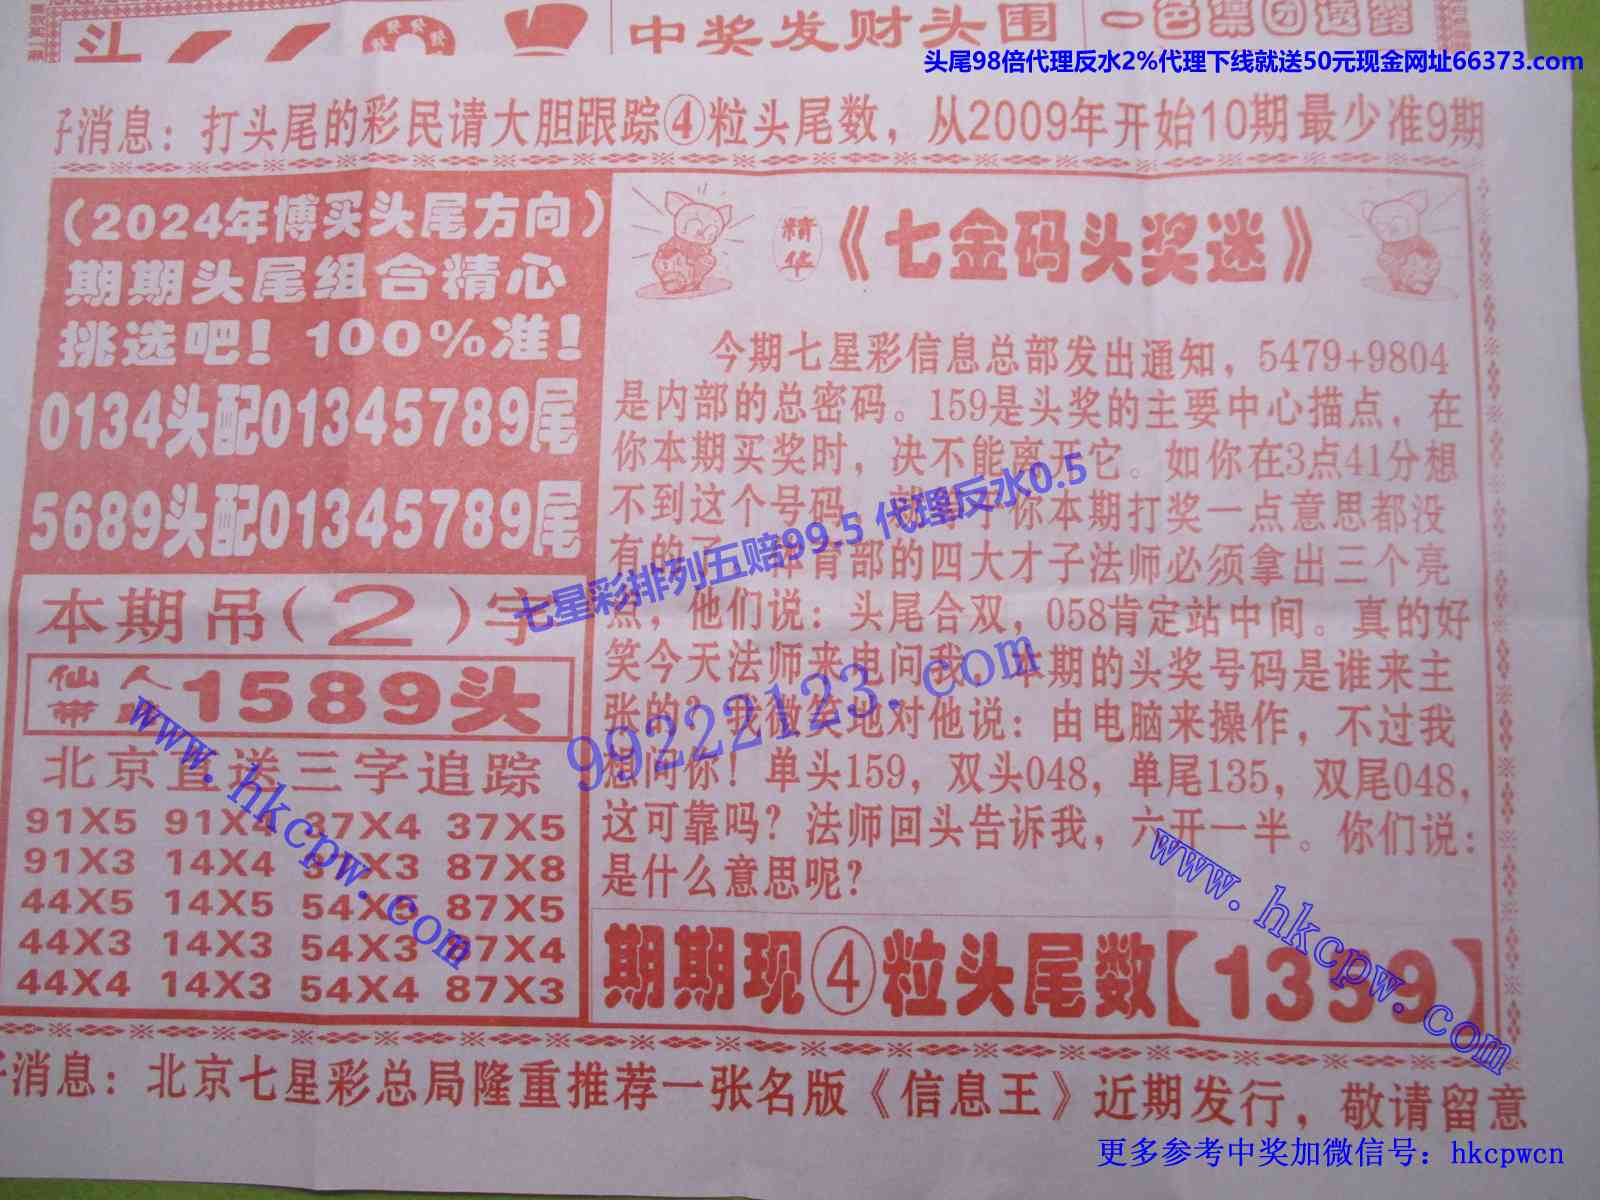 中奖发财头围
一色集团送露
头尾98倍代理反水2%代理下线就送50元现金网址66373.com
子消息：打头尾的彩民请大胆跟踪④粒头尾数，从2009年开始10期最少准9期
（2024年博买头尾方向）
期期头尾组合精心
挑选吧！100%准！
0134头配01345789尾
5689头配01345789尾
本期吊(2)字
仙人
带 1589头
北京直送三字追踪
91X5 91X4 37X4 37X5
91X3 14X4 37X3 87X8
44X5 14X5 54X5 87X5
44X3 14X3 54X3 87X4
44X4 14X3 54X4 87X3
精华《七金码头奖迷》
今期七星彩信息总部发出通知，5479+9804
是内部的总密码。159是头奖的主要中心描点，在
你本期买奖时，决不能离开它。如你在3点41分想
不到这个号码，就等于你本期打奖一点意思都没
有的了，体育部的四大才子法师必须拿出三个亮
点，他们说：头尾合双，058肯定站中间。真的好
笑今天法师来电问我，本期的头奖号码是谁来主
张的？我微笑地对他说：由电脑来操作，不过我
想问你！单头159，双头048，单尾135，双尾048，
这可靠吗？法师回头告诉我，六开一半。你们说：
是什么意思呢？
期期现④粒头尾数【1359】
七星彩排列五赔99.5 代理反水0.5
99222123.com
www.hkcpw.com
www.hkcpw.com
子消息：北京七星彩总局隆重推荐一张名版《信息王》近期发行，敬请留意
更多参考中奖加微信号：hkcpwcn